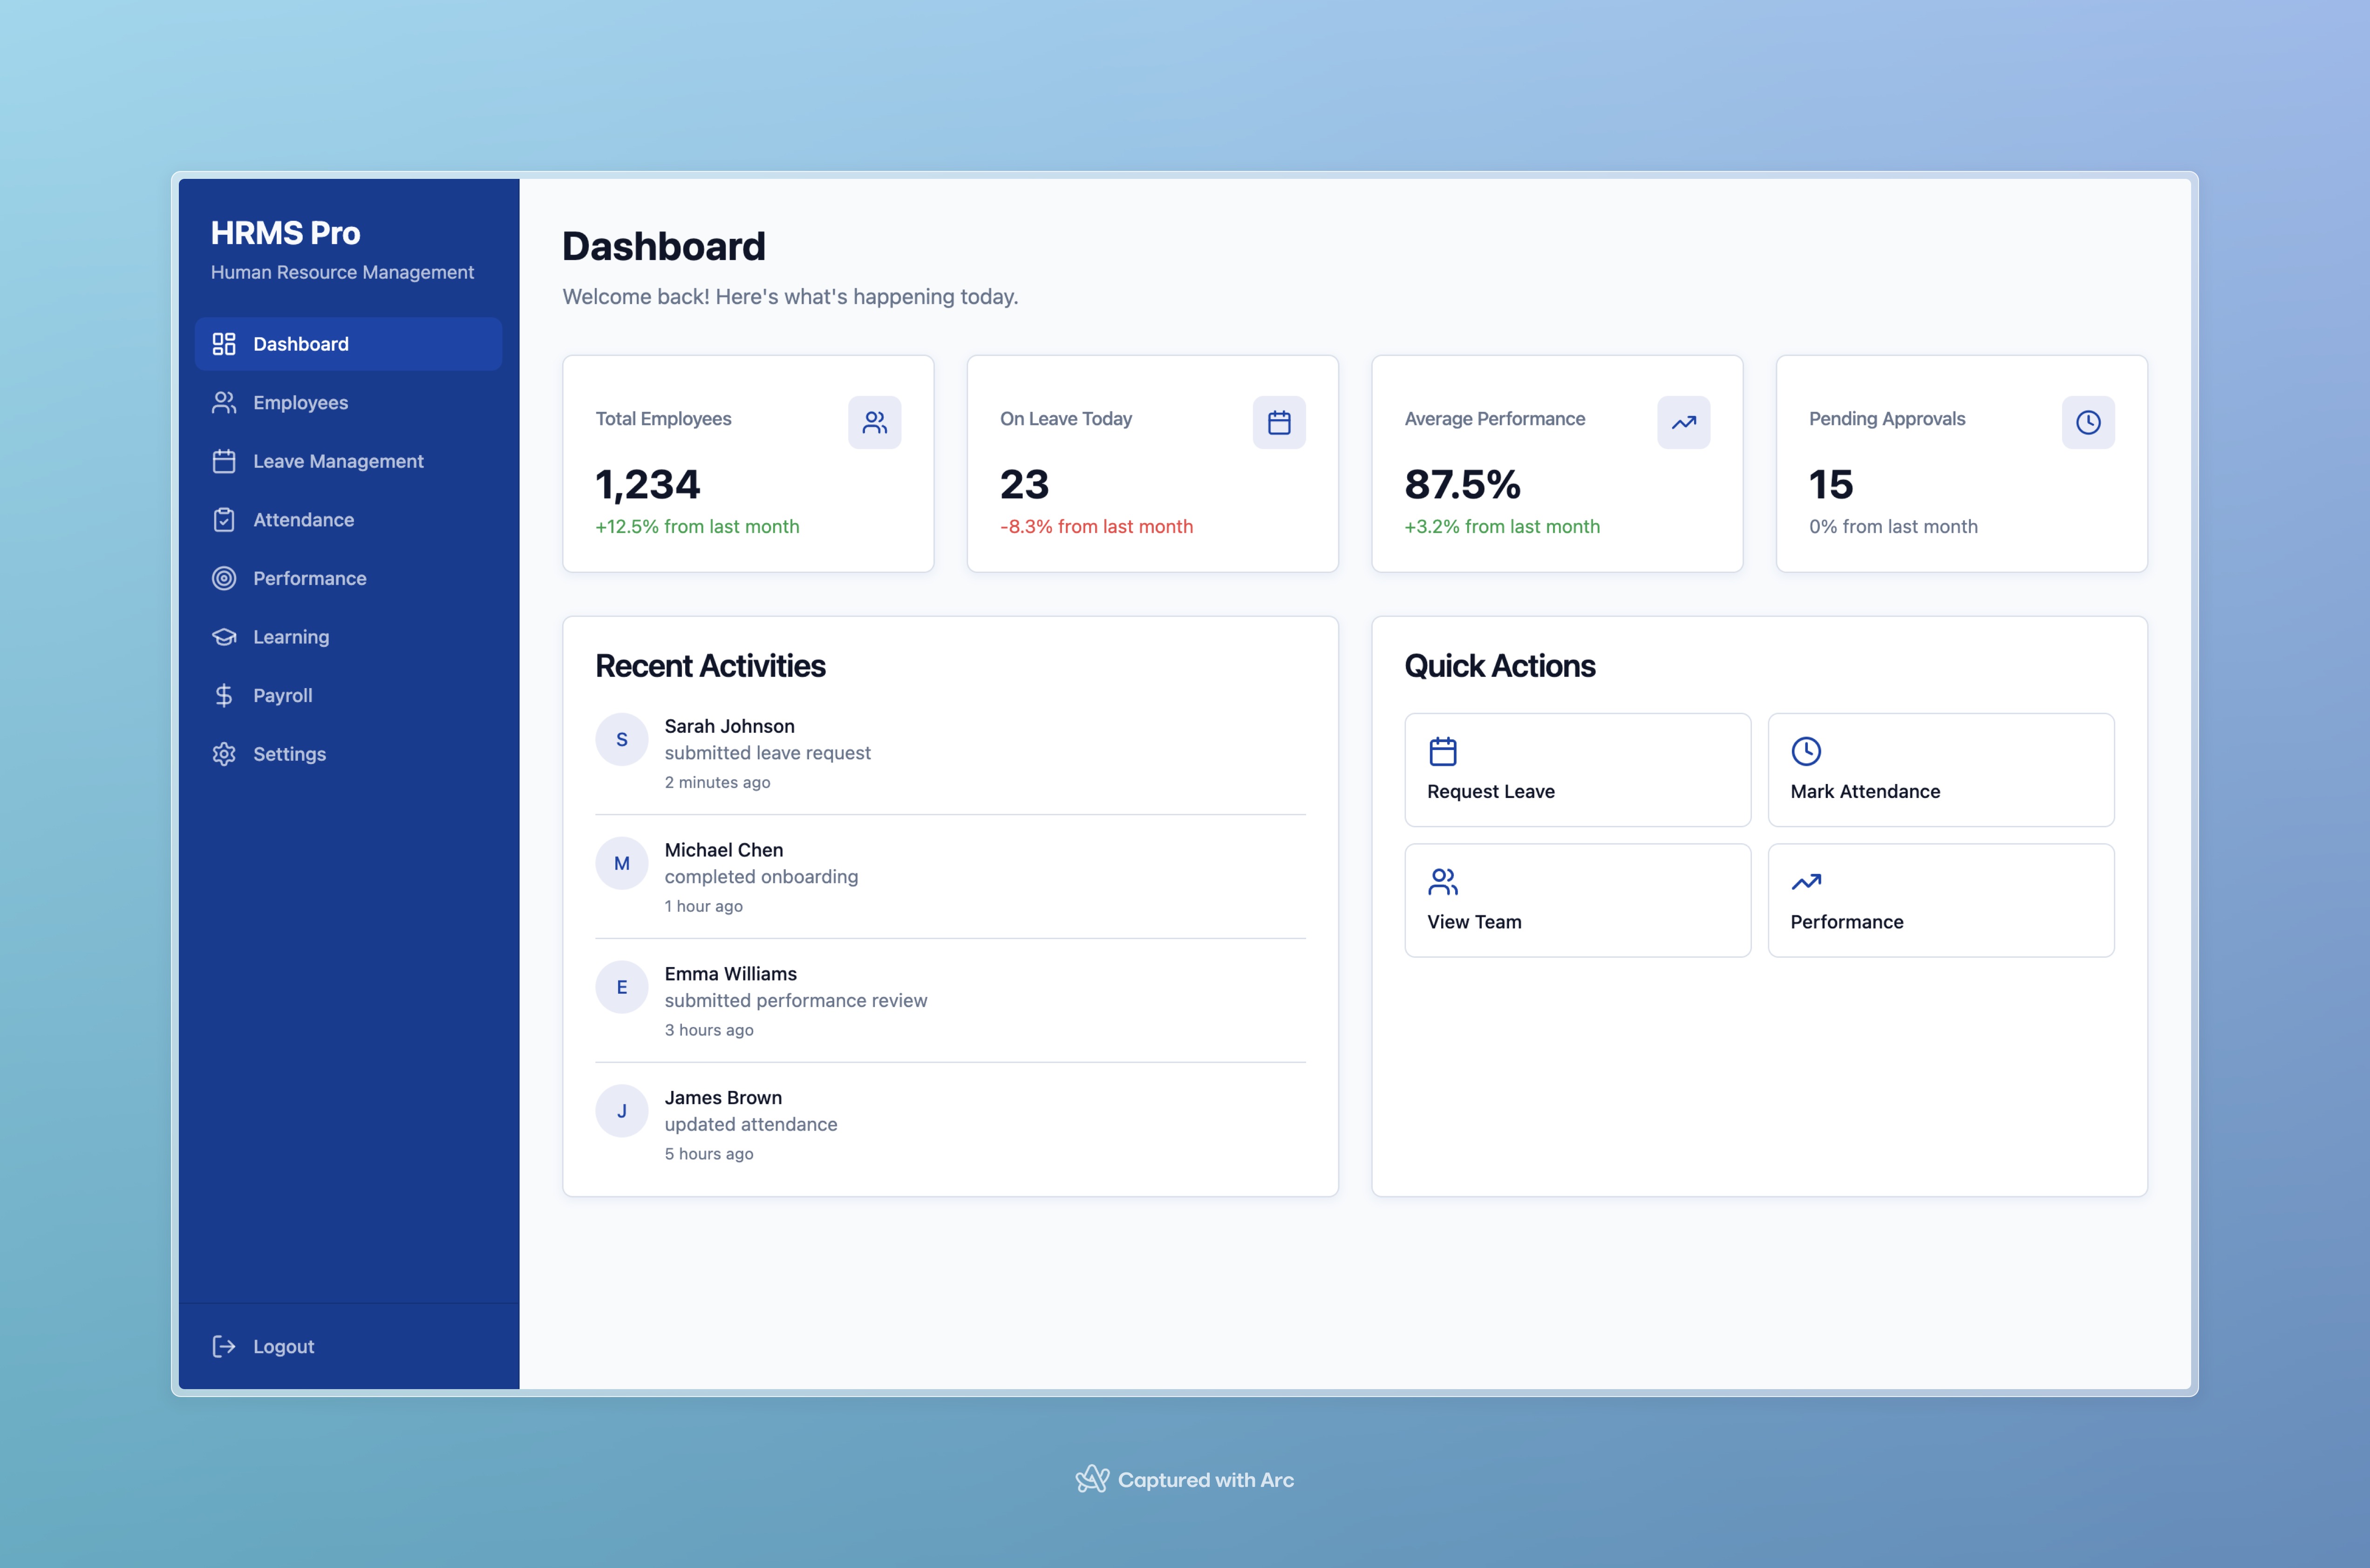 HRMS Pro
Human Resource Management
Dashboard
Employees
Leave Management
Attendance
Performance
Learning
Payroll
Settings
Logout
Dashboard
Welcome back! Here's what's happening today.
Total Employees
1,234
+12.5% from last month
On Leave Today
23
-8.3% from last month
Average Performance
87.5%
+3.2% from last month
Pending Approvals
15
0% from last month
Recent Activities
S
Sarah Johnson
submitted leave request
2 minutes ago
M
Michael Chen
completed onboarding
1 hour ago
E
Emma Williams
submitted performance review
3 hours ago
J
James Brown
updated attendance
5 hours ago
Quick Actions
Request Leave
Mark Attendance
View Team
Performance
Captured with Arc